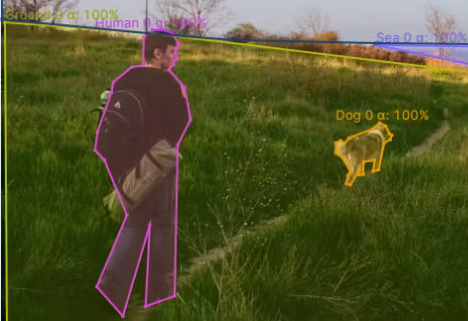 Ground 0 α: 100%
Human 0 α: 100%
Sea 0 α: 100%
Dog 0 α: 100%